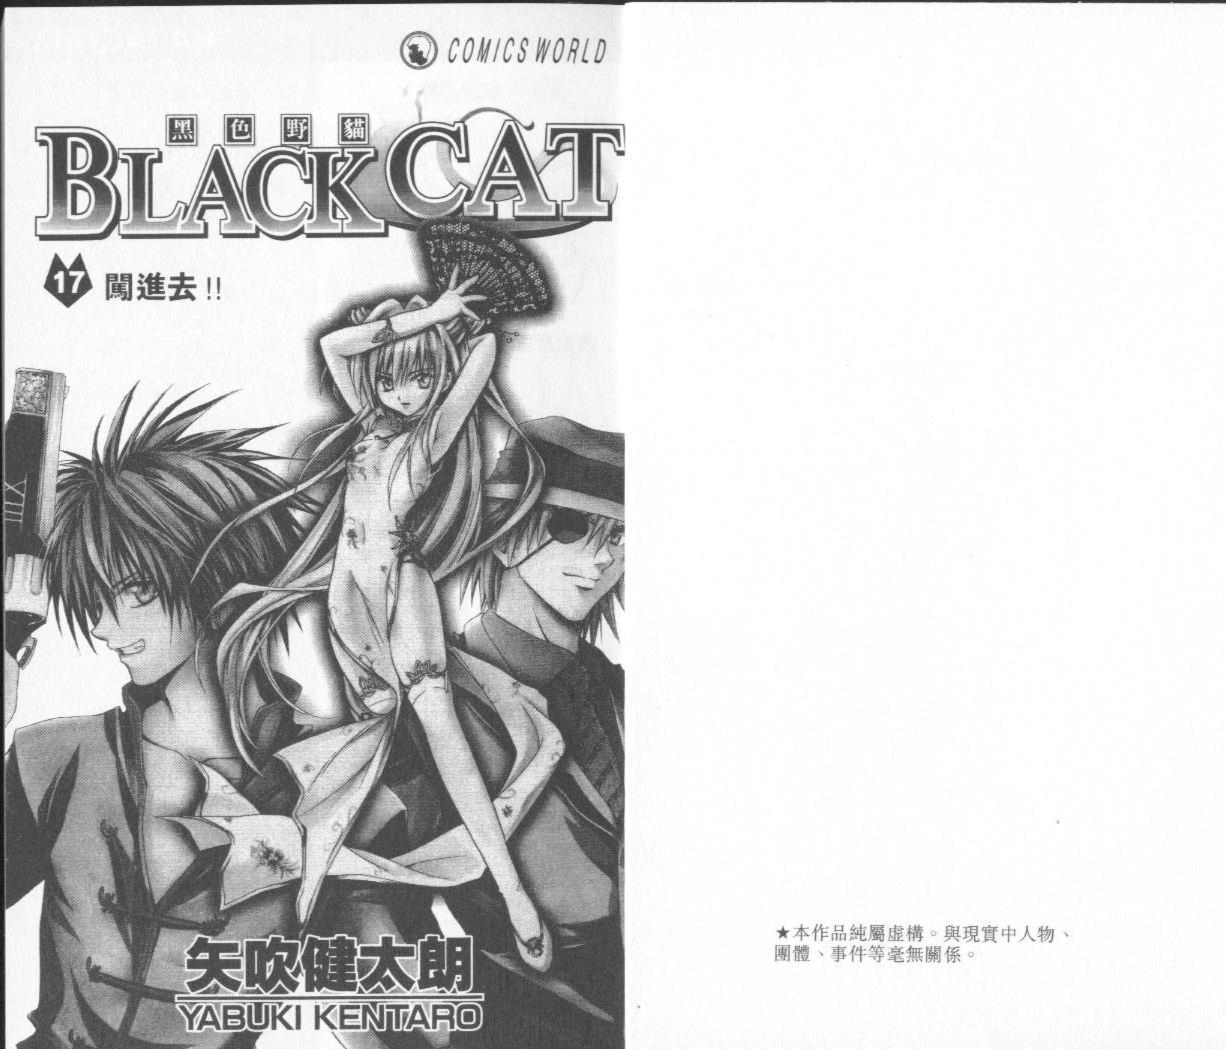 COMICS WORLD
黑色野貓
BLACK CAT
17 闖進去!!
矢吹健太朗
YABUKI KENTARO
★本作品純屬虛構。與現實中人物、
團體、事件等毫無關係。